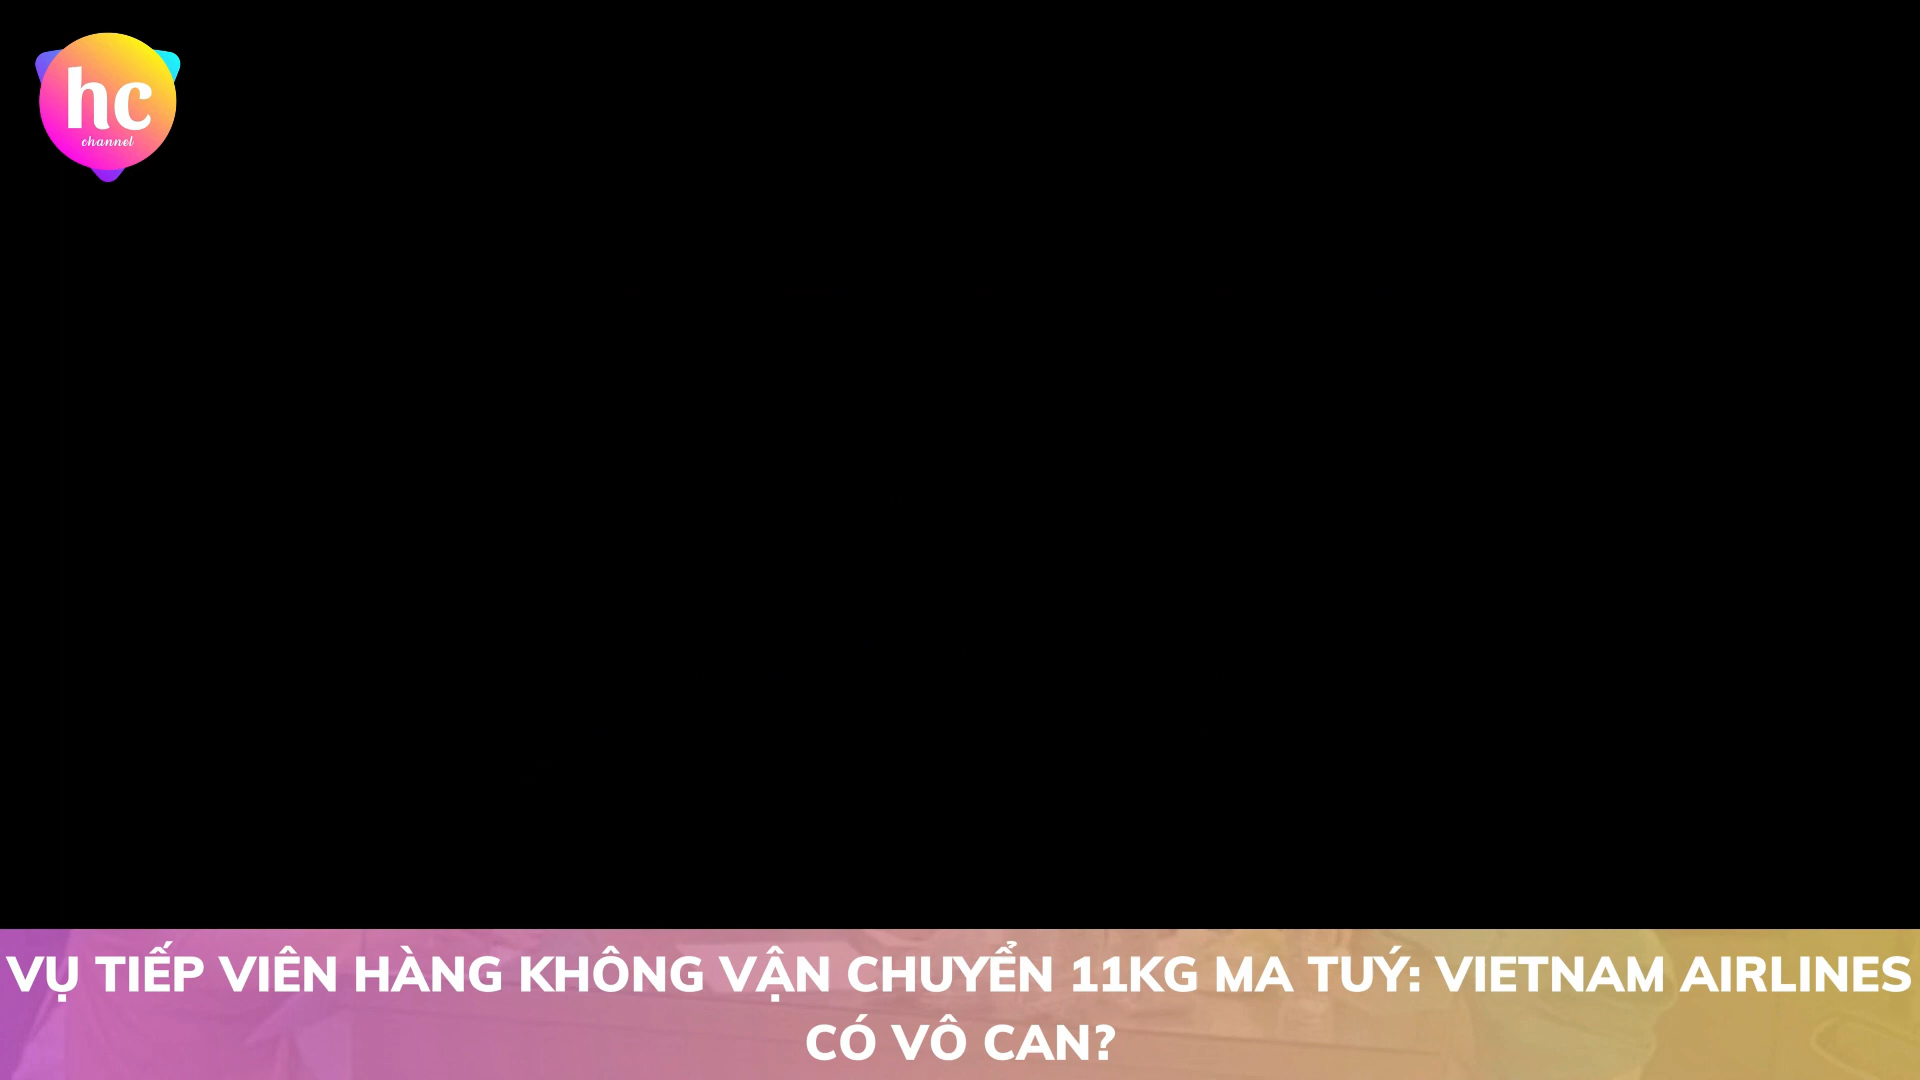 hc
channel
VỤ TIẾP VIÊN HÀNG KHÔNG VẬN CHUYỂN 11KG MA TUÝ: VIETNAM AIRLINES
CÓ VÔ CAN?